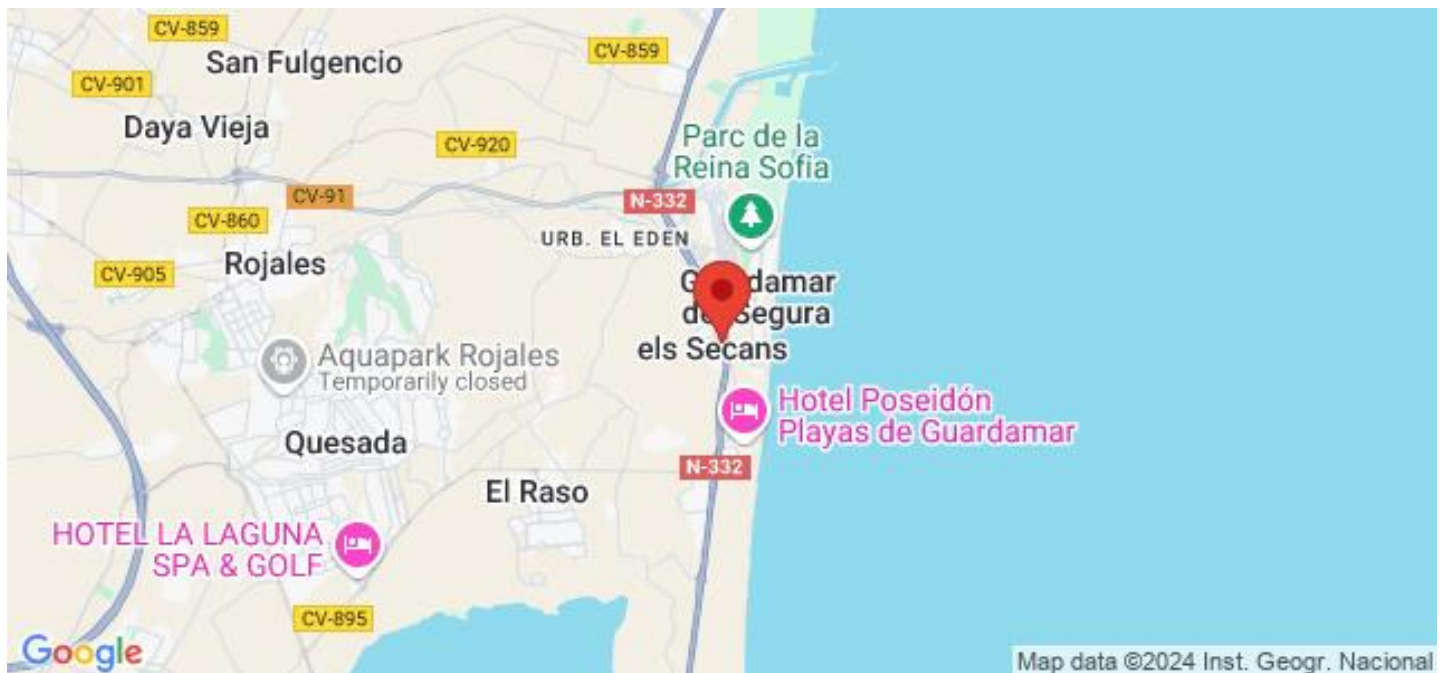 CV-859
San Fulgencio
CV-859
CV-901
Daya Vieja
CV-920
Parc de la
Reina Sofia
CV-91
N-332
CV-860
URB. EL EDEN
Rojales
CV-905
Segura
els Secans
Aquapark Rojales
Temporarily closed
Hotel Poseidón
Playas de Guardamar
Quesada
N-332
El Raso
HOTEL LA LAGUNA
SPA & GOLF
CV-895
Google
Map data ©2024 Inst. Geogr. Nacional